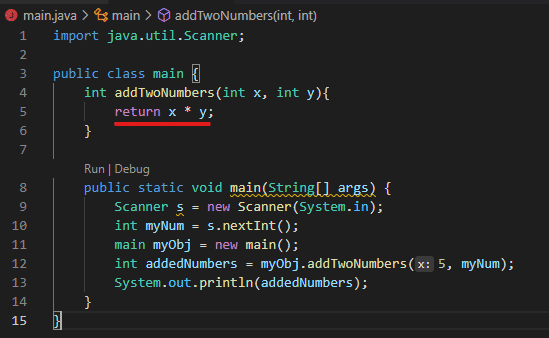 main.java > main > addTwoNumbers(int, int)
1 import java.util.Scanner;
2
3 public class main {
4     int addTwoNumbers(int x, int y){
5         return x * y;
6     }
7
Run | Debug
8     public static void main(String[] args) {
9         Scanner s = new Scanner(System.in);
10         int myNum = s.nextInt();
11         main myObj = new main();
12         int addedNumbers = myObj.addTwoNumbers(x: 5, myNum);
13         System.out.println(addedNumbers);
14     }
15 }